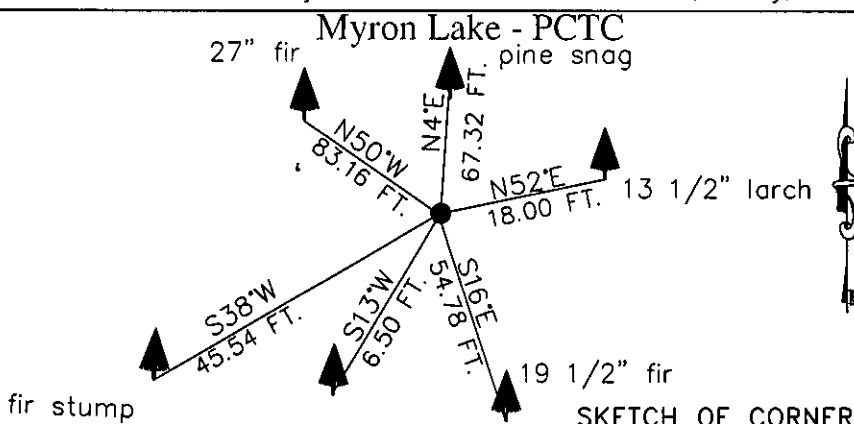 Myron Lake - PCTC
27" fir
pine snag
N50°W
83.16 FT.
N4°E
67.32 FT.
N52°E
18.00 FT.
13 1/2" larch
S38°W
45.54 FT.
S13°W
6.50 FT.
S16°E
54.78 FT.
19 1/2" fir
fir stump
SKETCH OF CORNER